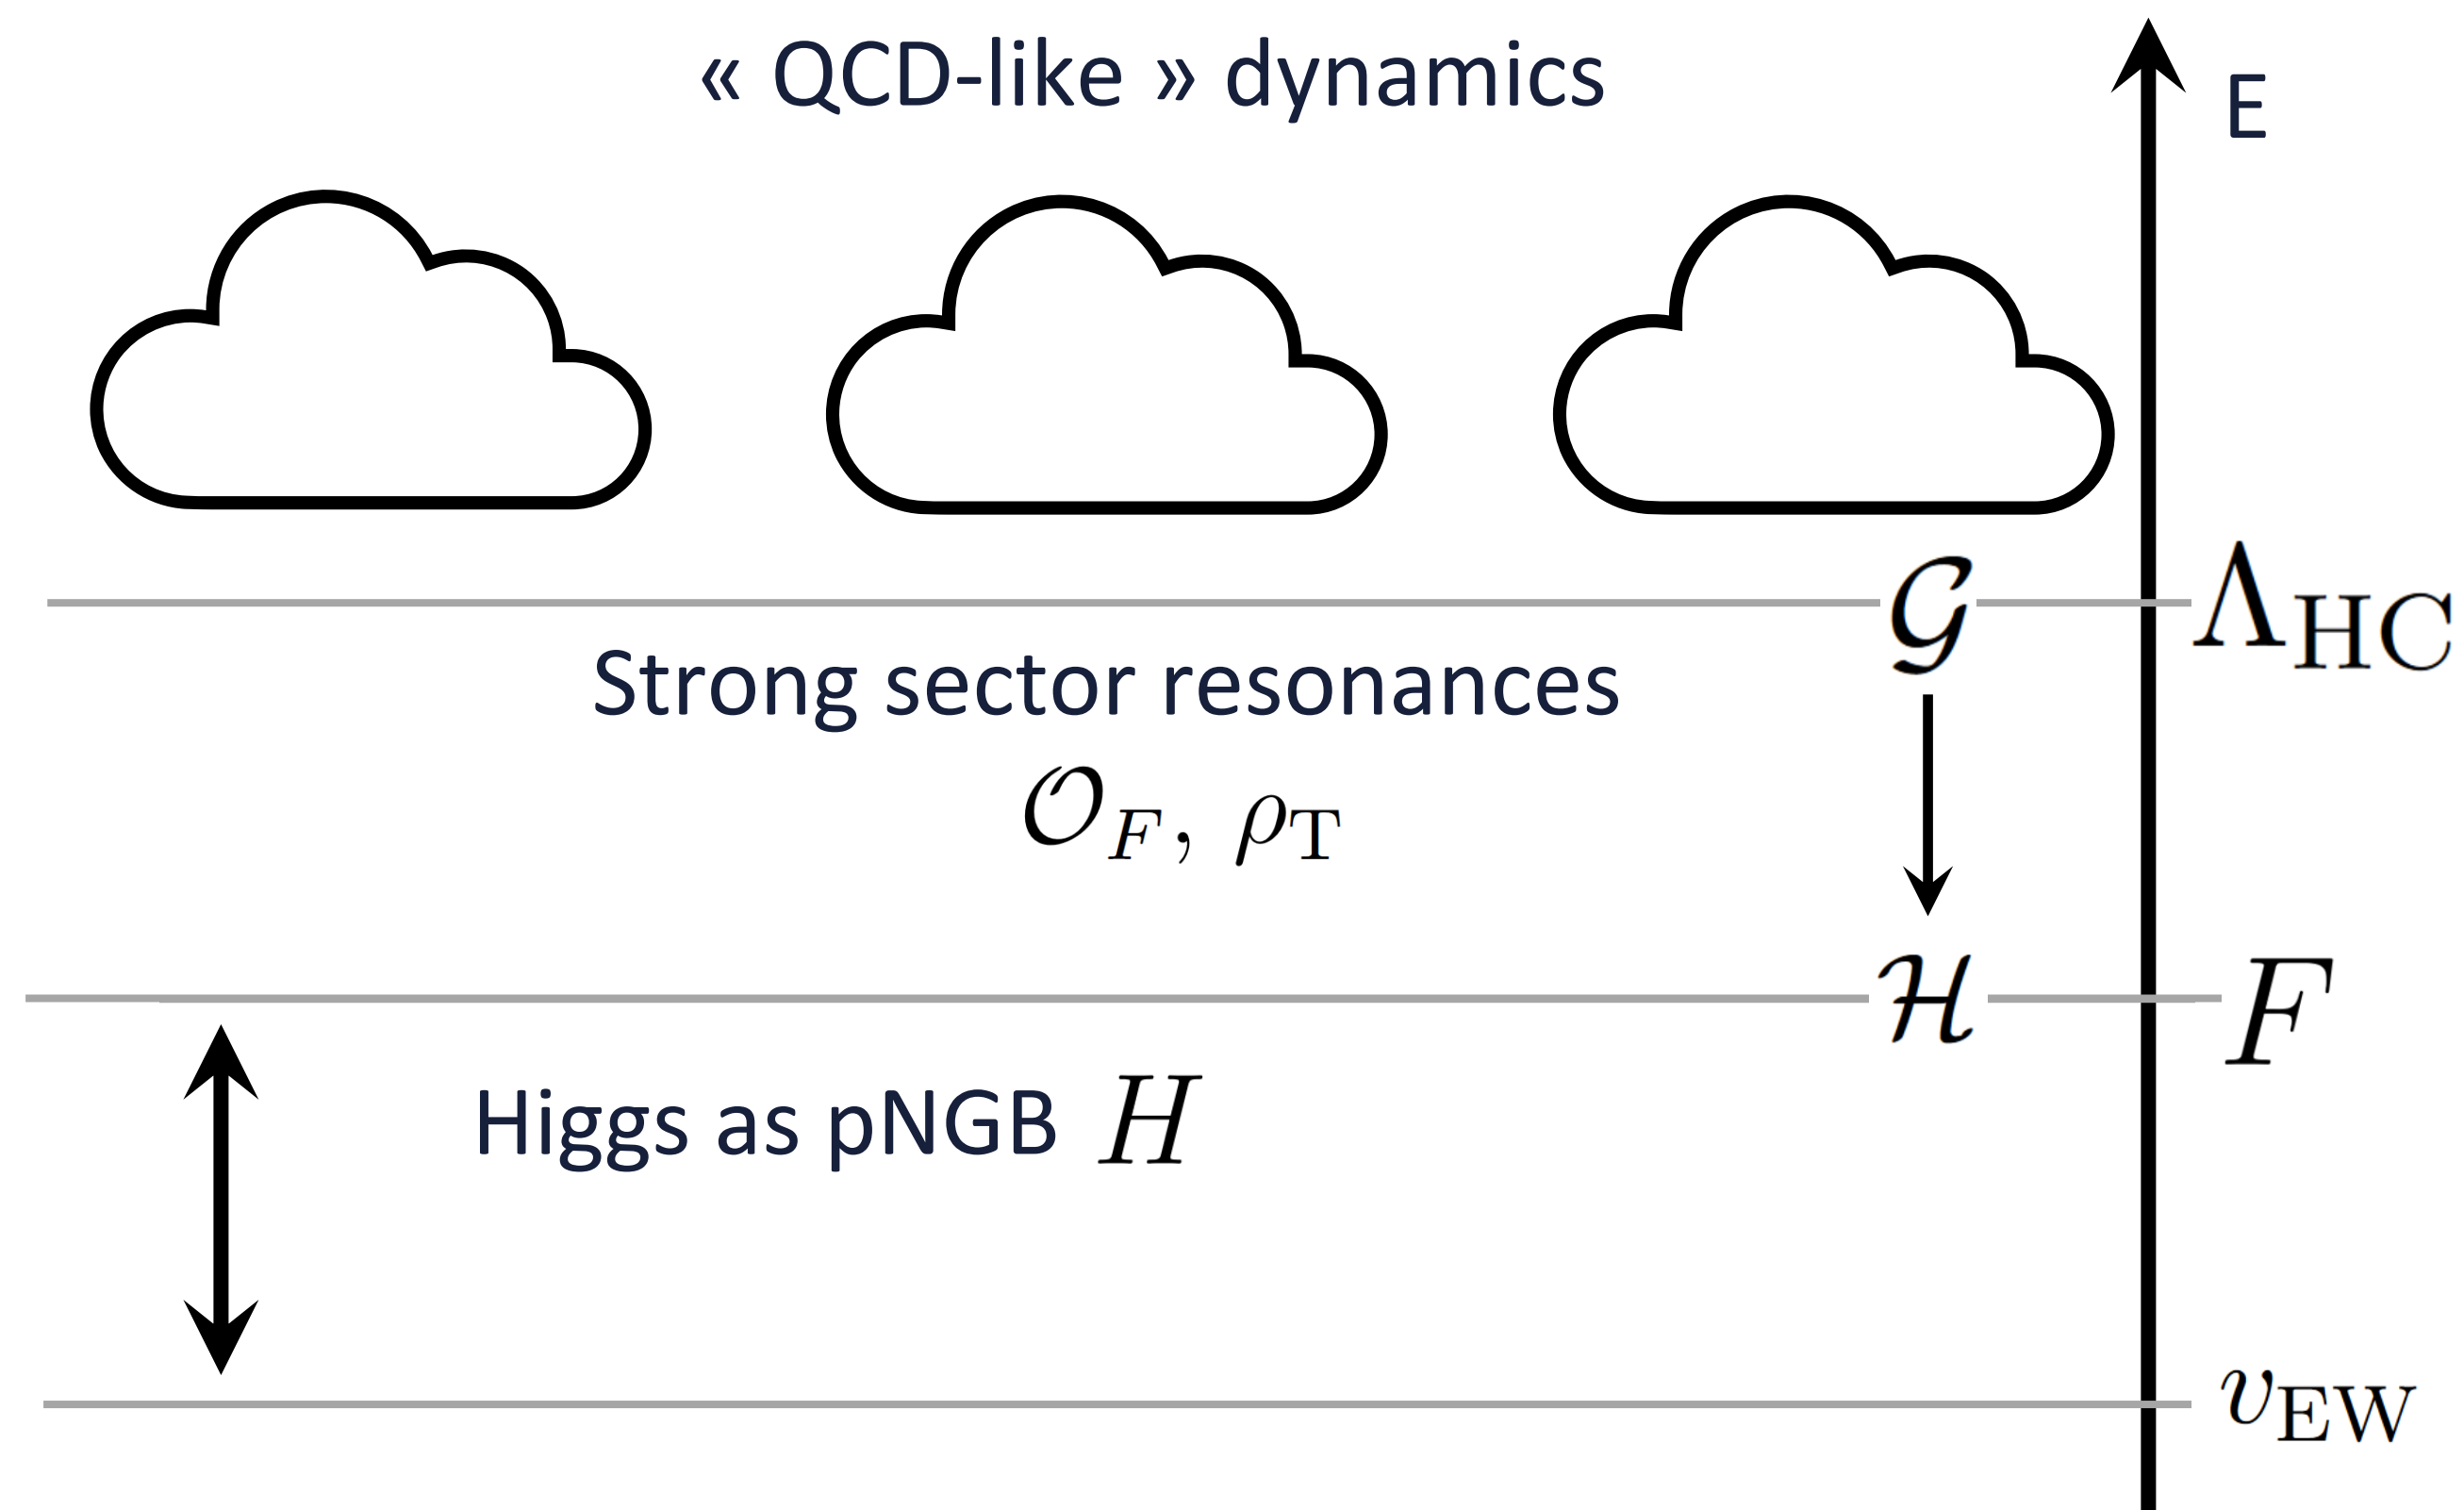 « QCD-like » dynamics
E
𝒢
Λ_HC
Strong sector resonances
𝒪_F, ρ_T
ℋ
F
Higgs as pNGB H
v_EW